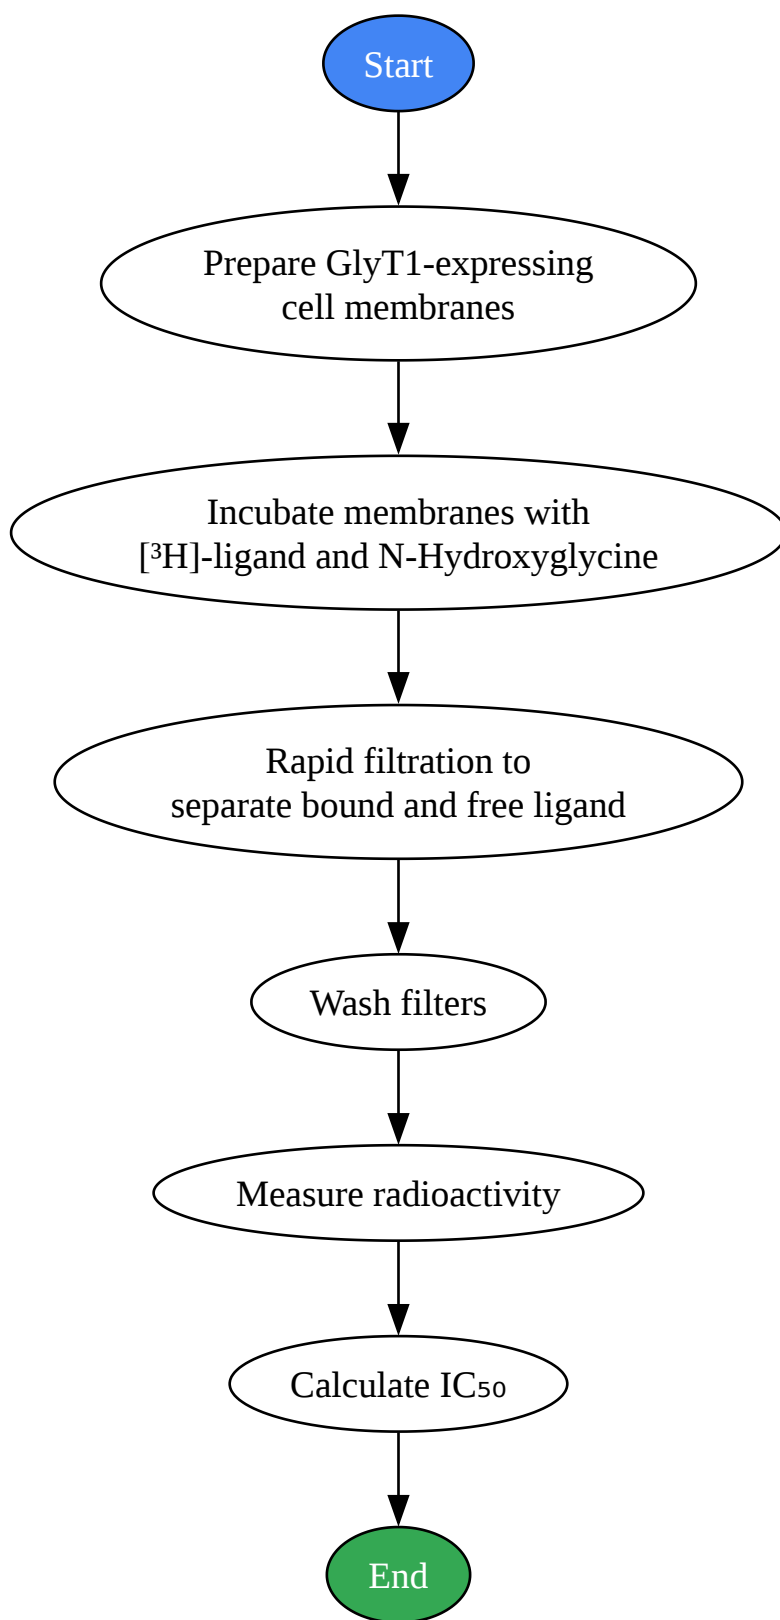 Start
Prepare GlyT1-expressing
cell membranes
Incubate membranes with
[³H]-ligand and N-Hydroxyglycine
Rapid filtration to
separate bound and free ligand
Wash filters
Measure radioactivity
Calculate IC₅₀
End